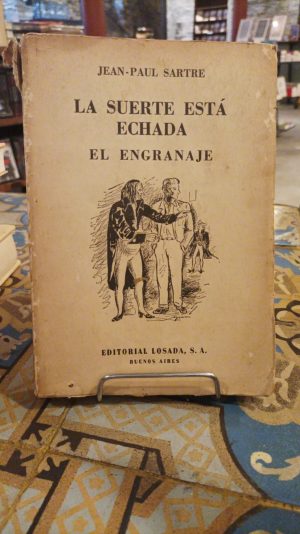 JEAN-PAUL SARTRE
LA SUERTE ESTÁ
ECHADA
EL ENGRANAJE
EDITORIAL LOSADA, S. A.
BUENOS AIRES